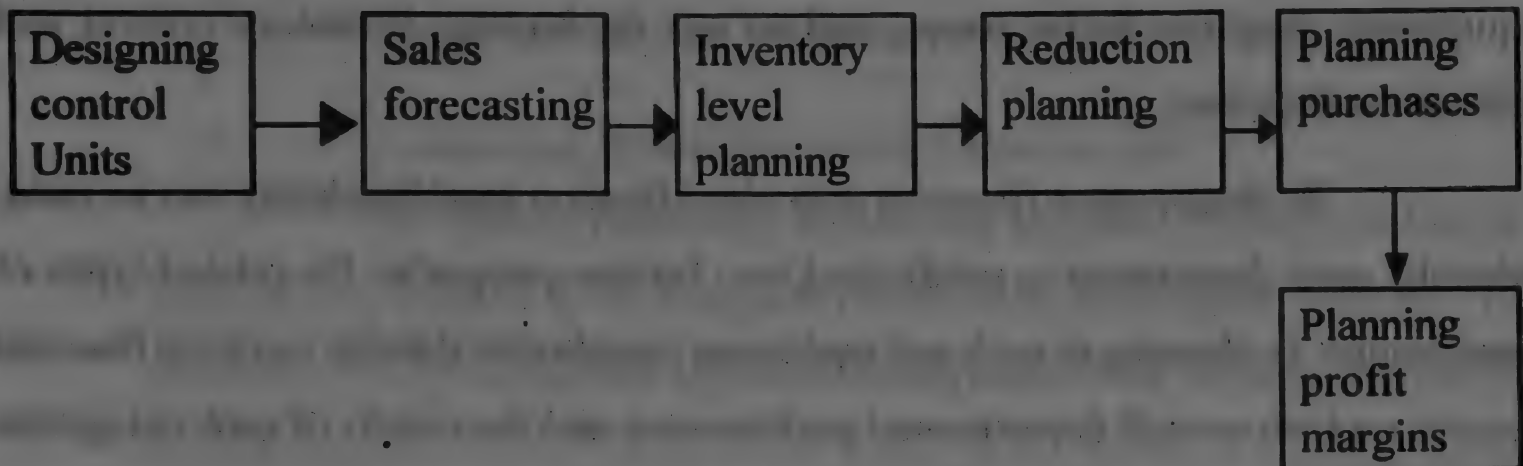 Designing
control
Units
Sales
forecasting
Inventory
level
planning
Reduction
planning
Planning
purchases
Planning
profit
margins